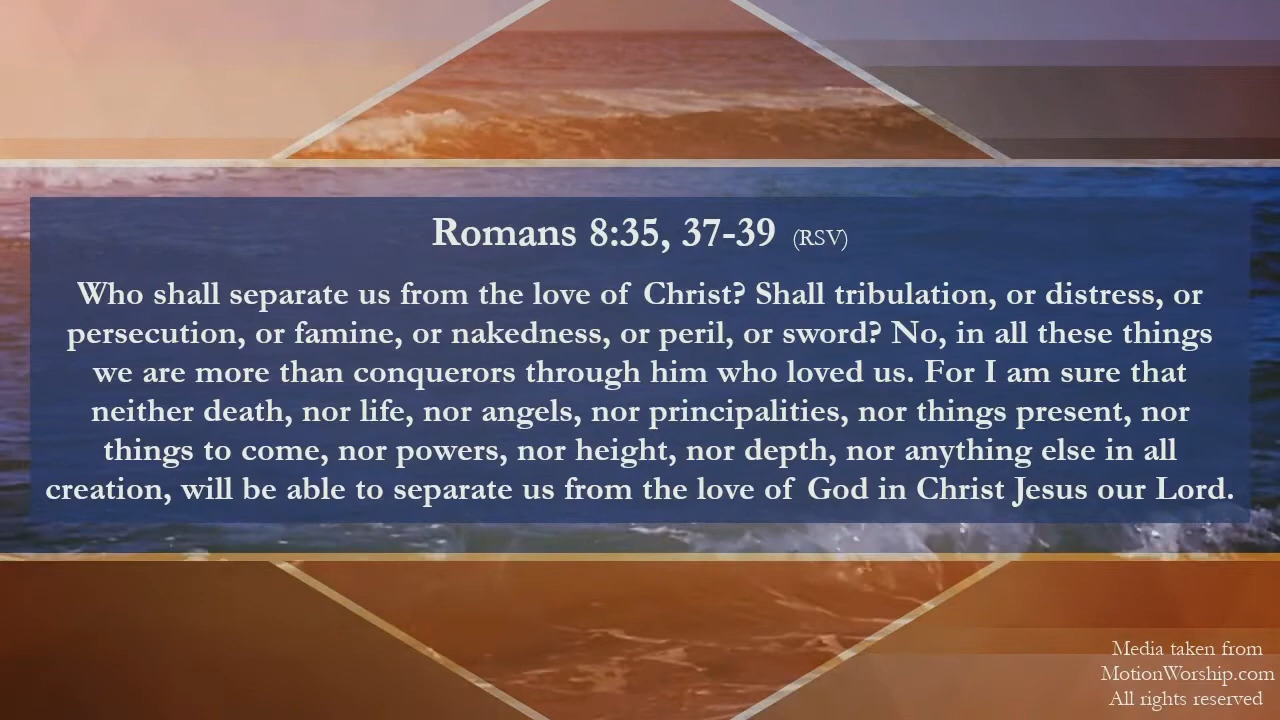 Romans 8:35, 37-39 (RSV)
Who shall separate us from the love of Christ? Shall tribulation, or distress, or
persecution, or famine, or nakedness, or peril, or sword? No, in all these things
we are more than conquerors through him who loved us. For I am sure that
neither death, nor life, nor angels, nor principalities, nor things present, nor
things to come, nor powers, nor height, nor depth, nor anything else in all
creation, will be able to separate us from the love of God in Christ Jesus our Lord.
Media taken from
MotionWorship.com
All rights reserved